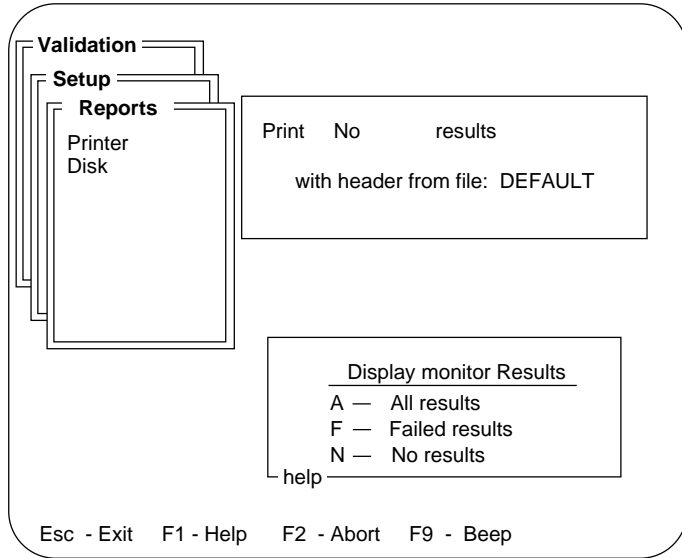 Validation
Setup
Reports
Printer
Disk
Print No results
with header from file: DEFAULT
Display monitor Results
A — All results
F — Failed results
N — No results
help
Esc - Exit F1 - Help F2 - Abort F9 - Beep